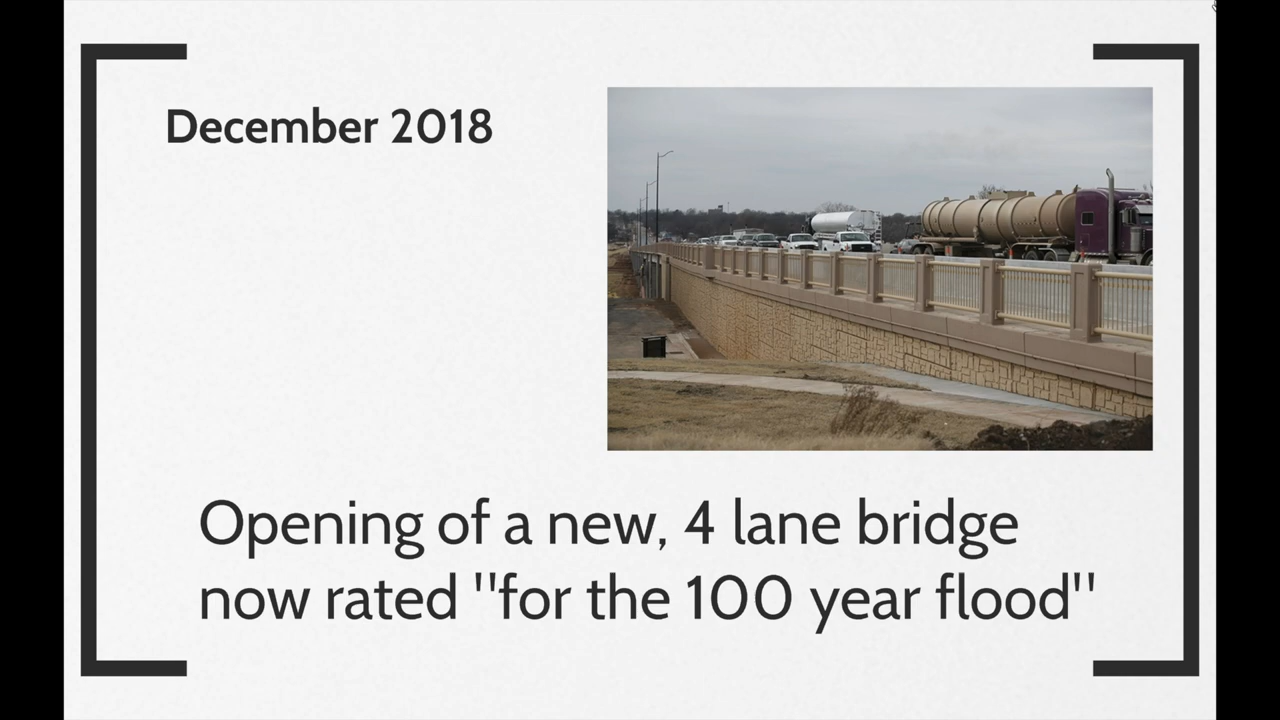 December 2018
Opening of a new, 4 lane bridge
now rated "for the 100 year flood"